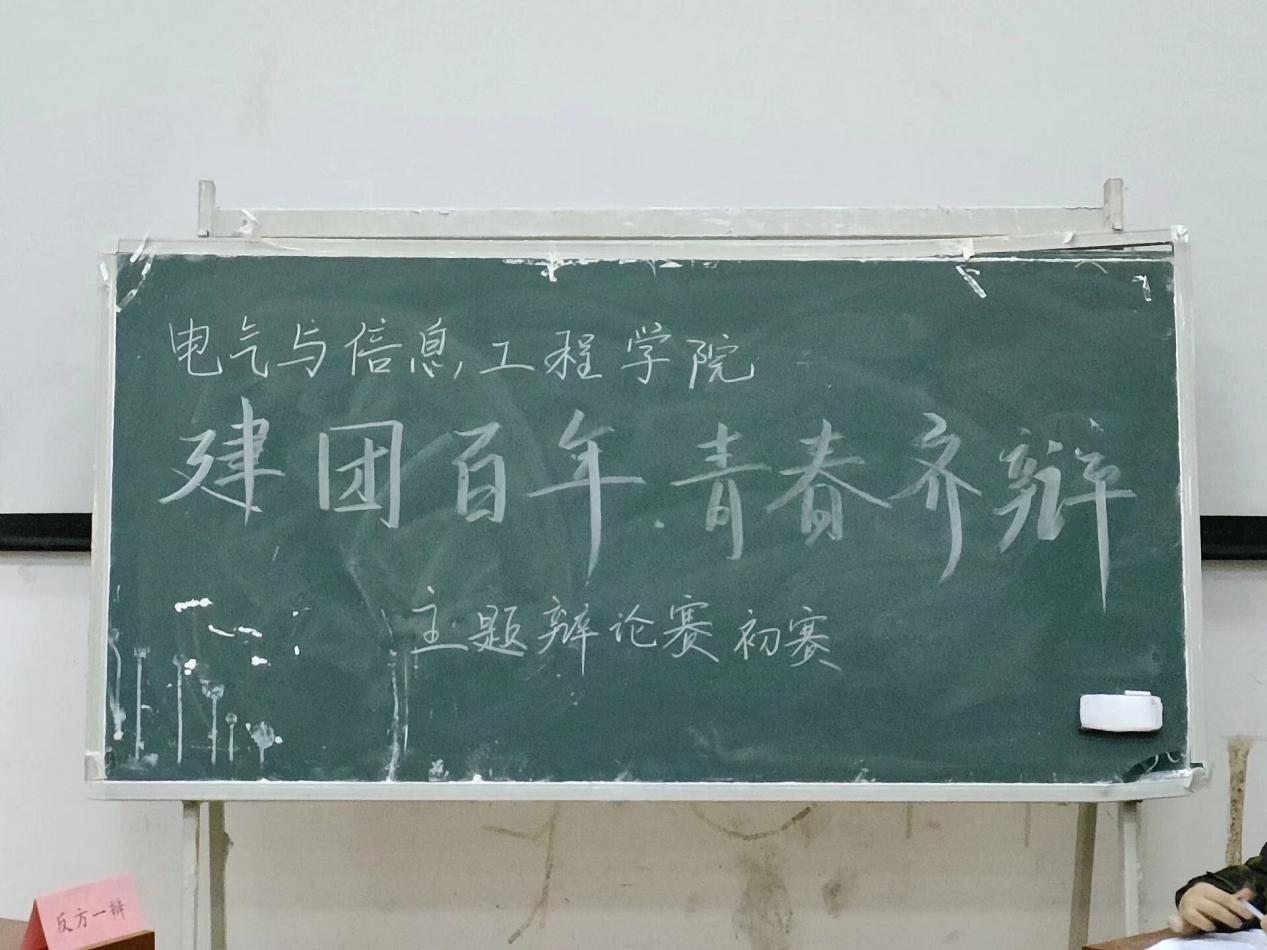 电气与信息工程学院
建团百年 青春齐辩
主题辩论赛初赛
反方一辩